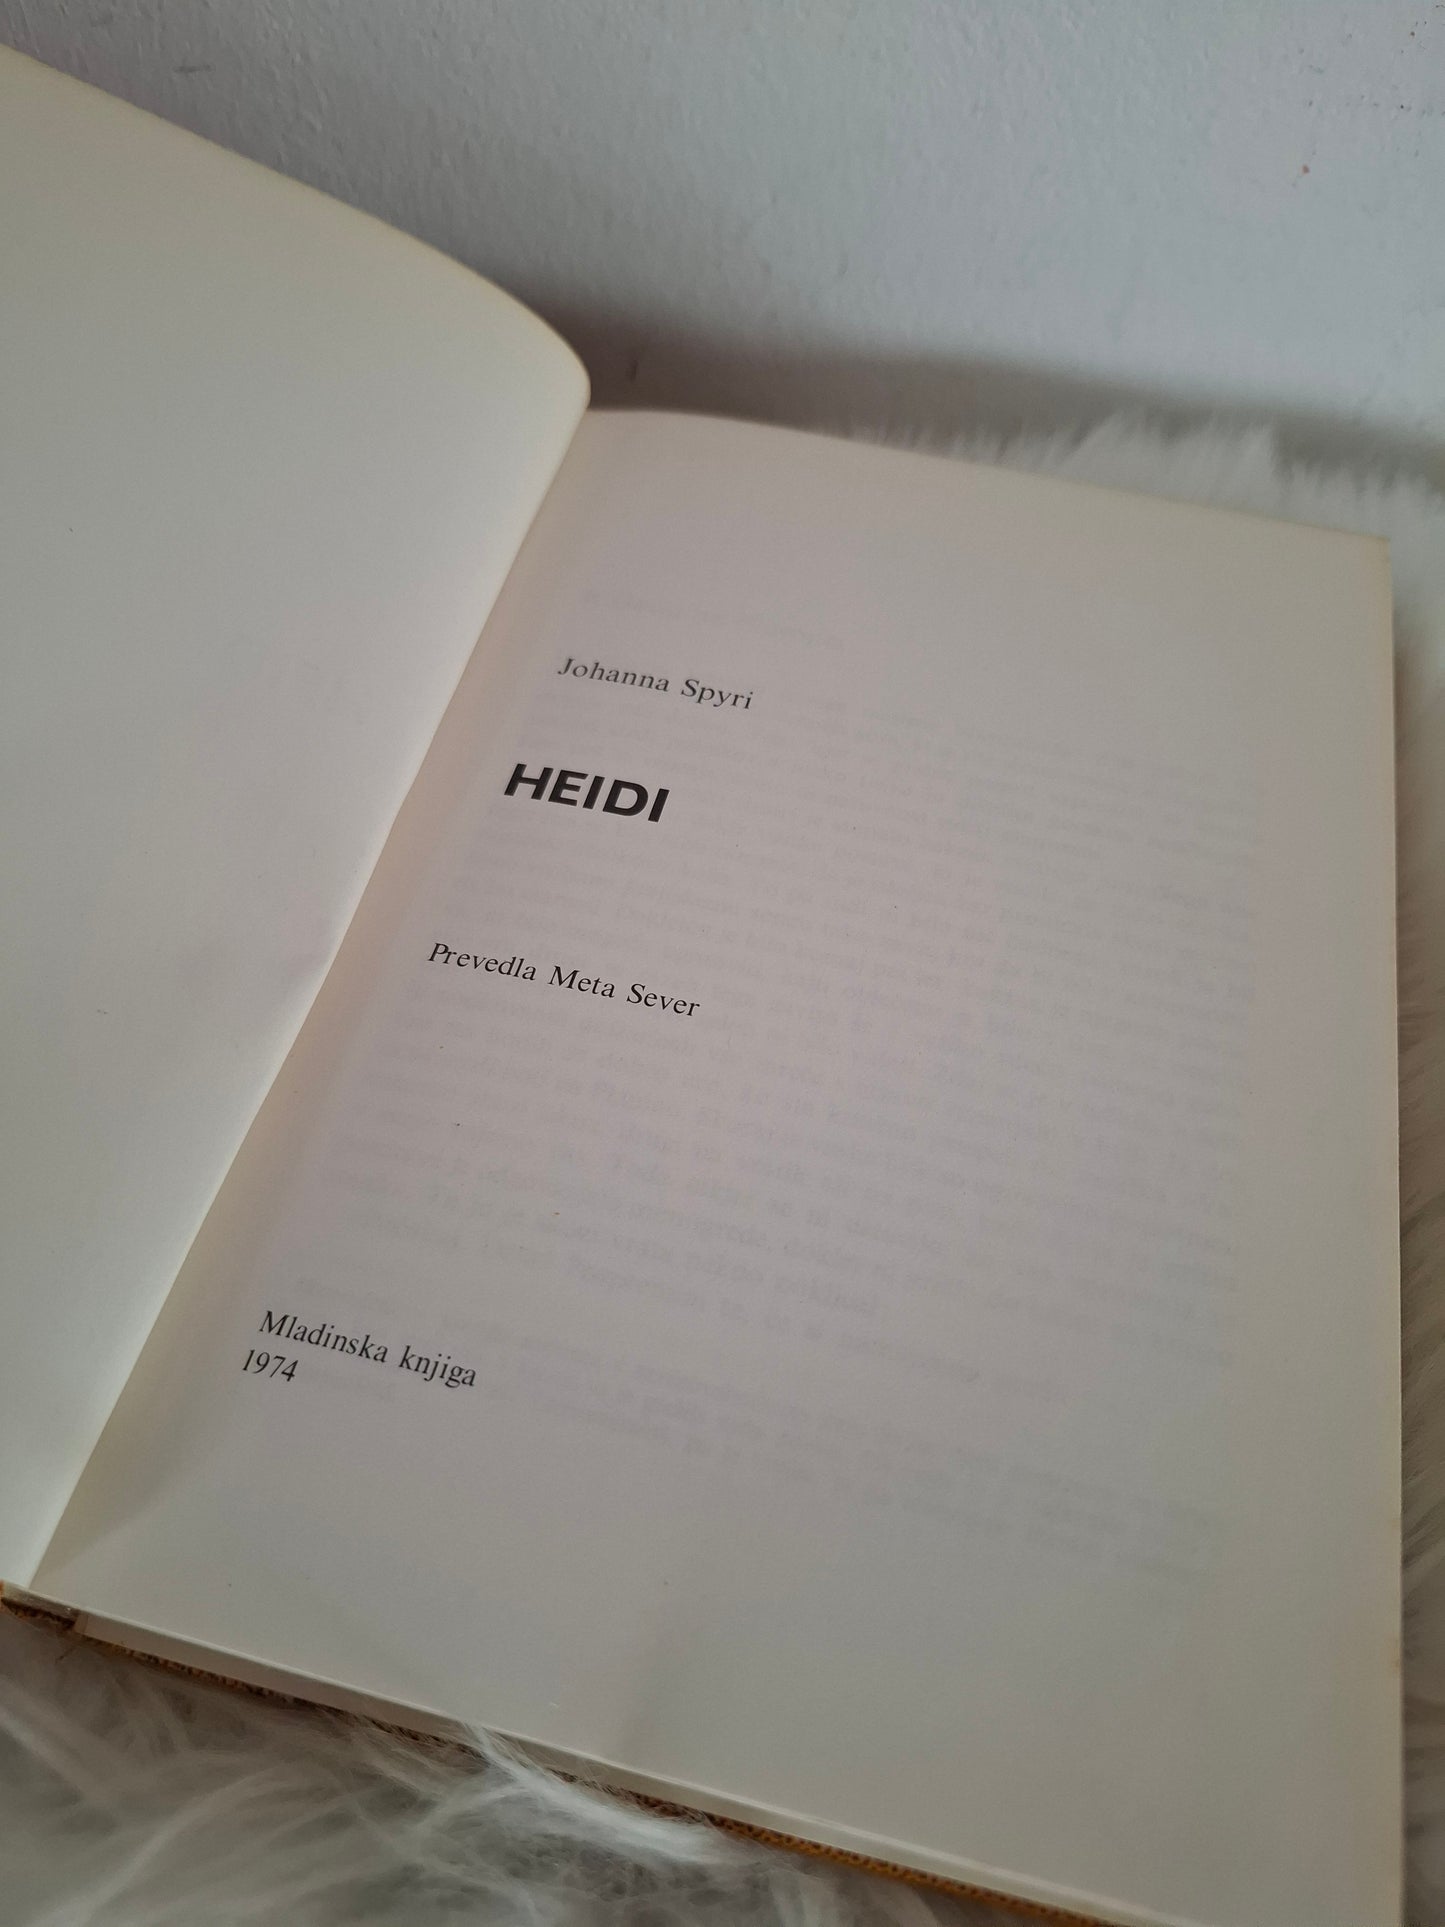 Johanna Spyri
HEIDI
Prevedla Meta Sever
Mladinska knjiga
1974